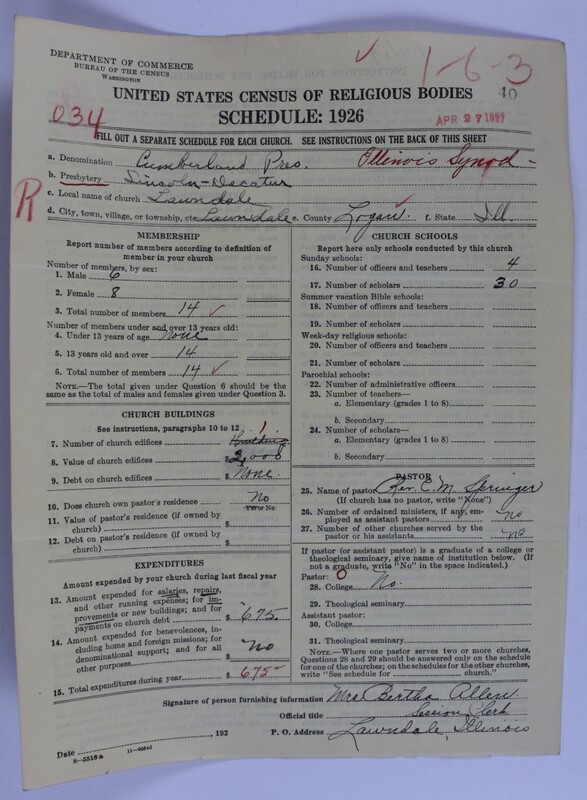 DEPARTMENT OF COMMERCE
BUREAU OF THE CENSUS
WASHINGTON
1-6-3
40
UNITED STATES CENSUS OF RELIGIOUS BODIES
SCHEDULE: 1926
APR 27 1927
034
FILL OUT A SEPARATE SCHEDULE FOR EACH CHURCH. SEE INSTRUCTIONS ON THE BACK OF THIS SHEET
a. Denomination Cumberland Pres. Illinois Synod -
b. Presbytery Lincoln-Decatur
R
c. Local name of church Lawndale
d. City, town, village, or township, etc. Lawndale e. County Logan f. State Ill.
MEMBERSHIP
Report number of members according to definition of
member in your church
Number of members, by sex:
1. Male 6
2. Female 8
3. Total number of members 14
Number of members under and over 13 years old:
4. Under 13 years of age None
5. 13 years old and over 14
6. Total number of members 14
NOTE.—The total given under Question 6 should be
the same as the total of males and females given under Question 3.
CHURCH BUILDINGS
See instructions, paragraphs 10 to 12
7. Number of church edifices 1
8. Value of church edifices $ 2,000
9. Debt on church edifices $ None
10. Does church own pastor's residence No
Yes or No
11. Value of pastor's residence (if owned by
church) $
12. Debt on pastor's residence (if owned by
church) $
EXPENDITURES
Amount expended by your church during last fiscal year
13. Amount expended for salaries, repairs,
and other running expenses; for im-
provements or new buildings; and for
payments on church debt $ 675.
14. Amount expended for benevolences, in-
cluding home and foreign missions; for
denominational support; and for all
other purposes $ No
15. Total expenditures during year $ 675-
CHURCH SCHOOLS
Report here only schools conducted by this church
Sunday schools:
16. Number of officers and teachers 4
17. Number of scholars 30
Summer vacation Bible schools:
18. Number of officers and teachers
19. Number of scholars
Week-day religious schools:
20. Number of officers and teachers
21. Number of scholars
Parochial schools:
22. Number of administrative officers
23. Number of teachers—
a. Elementary (grades 1 to 8)
b. Secondary
24. Number of scholars—
a. Elementary (grades 1 to 8)
b. Secondary
PASTOR
25. Name of pastor Rev. C. M. Springer
(If church has no pastor, write "None")
26. Number of ordained ministers, if any, em-
ployed as assistant pastors No
27. Number of other churches served by the
pastor or his assistants No
If pastor (or assistant pastor) is a graduate of a college or
theological seminary, give name of institution below. (If
not a graduate, write "No" in the space indicated.)
Pastor: O
28. College No.
29. Theological seminary
Assistant pastor:
30. College
31. Theological seminary
NOTE.—Where one pastor serves two or more churches,
Questions 28 and 29 should be answered only on the schedule
for one of the churches; on the schedules for the other churches,
write "See schedule for church."
Signature of person furnishing information Mrs. Bertha Allen
Official title Session Clerk
Date , 192 P. O. Address Lawndale, Illinois
8-5518a